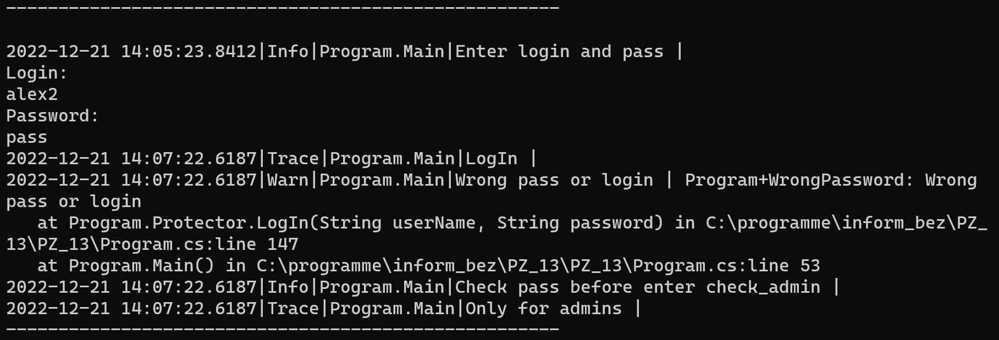 -----------------------------------------------------
2022-12-21 14:05:23.8412|Info|Program.Main|Enter login and pass |
Login:
alex2
Password:
pass
2022-12-21 14:07:22.6187|Trace|Program.Main|LogIn |
2022-12-21 14:07:22.6187|Warn|Program.Main|Wrong pass or login | Program+WrongPassword: Wrong
pass or login
   at Program.Protector.LogIn(String userName, String password) in C:\programme\inform_bez\PZ_
13\PZ_13\Program.cs:line 147
   at Program.Main() in C:\programme\inform_bez\PZ_13\PZ_13\Program.cs:line 53
2022-12-21 14:07:22.6187|Info|Program.Main|Check pass before enter check_admin |
2022-12-21 14:07:22.6187|Trace|Program.Main|Only for admins |
-----------------------------------------------------